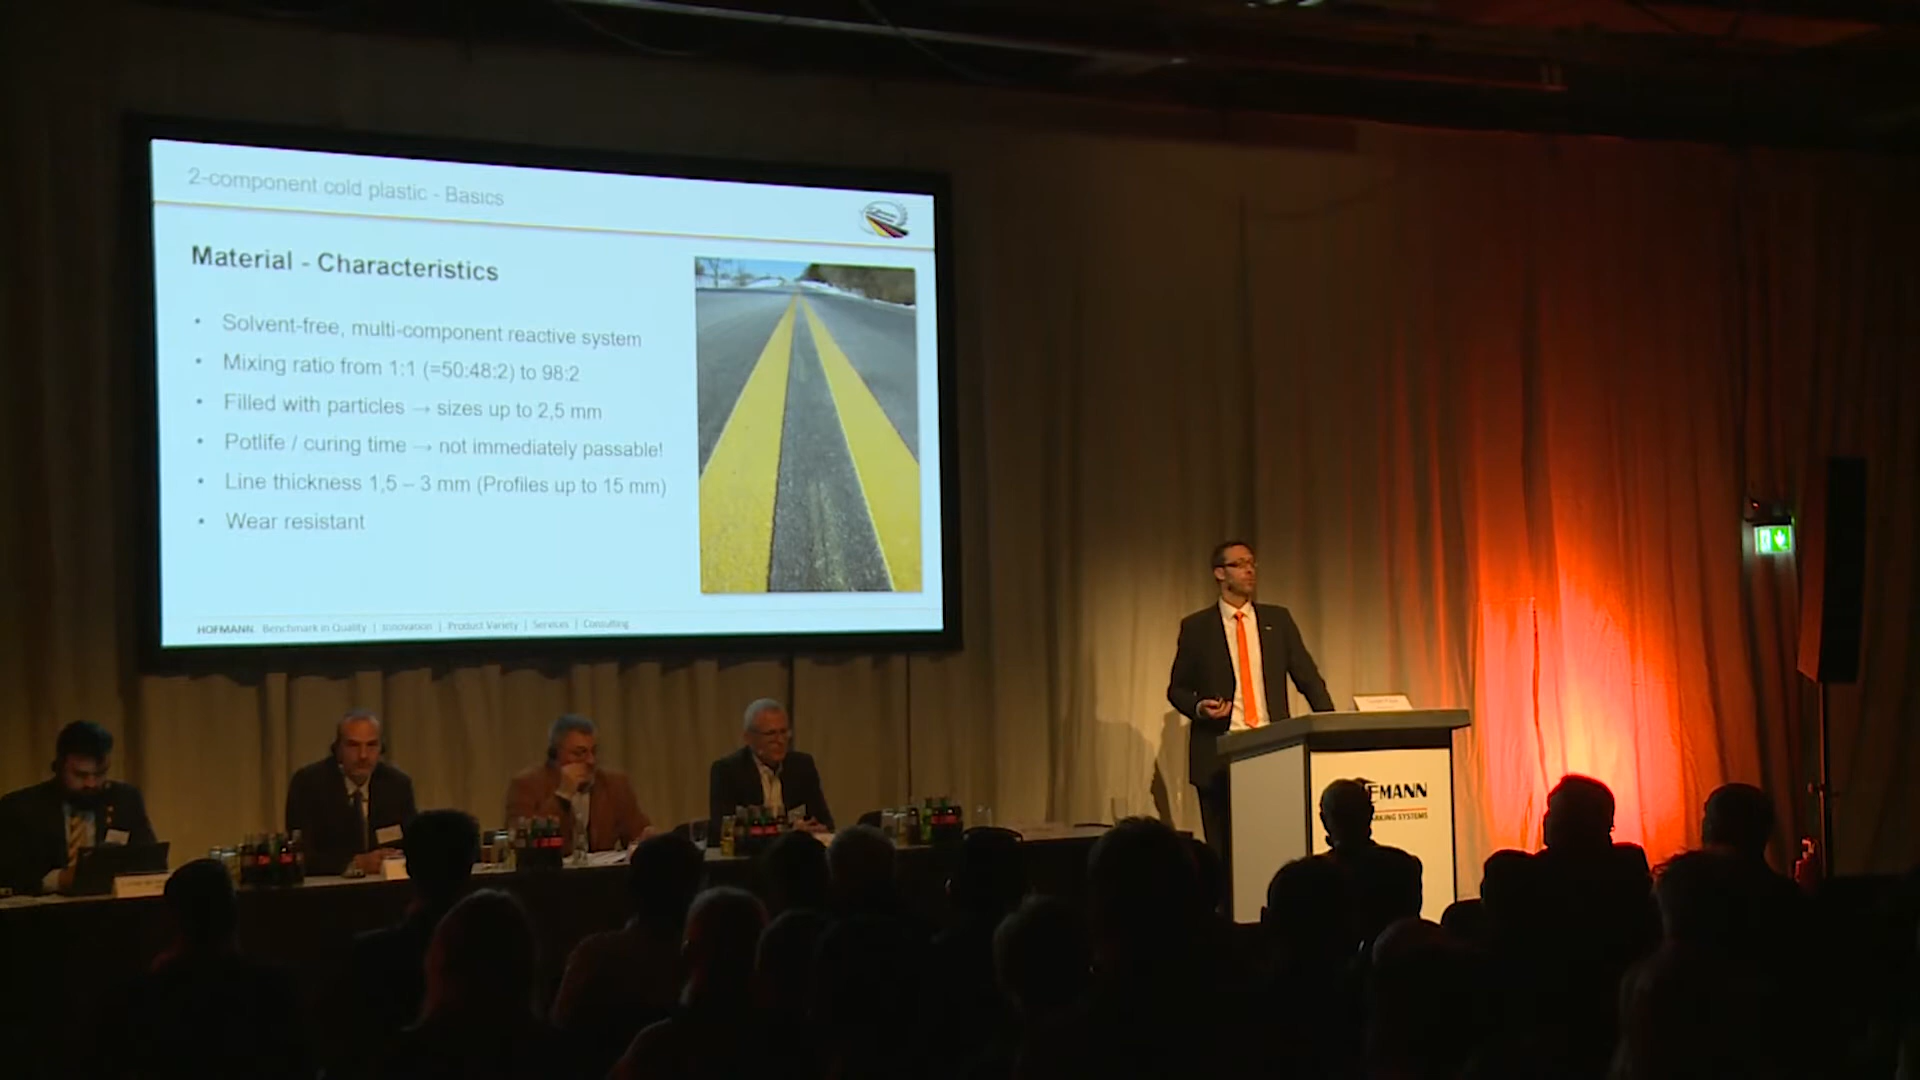 2-component cold plastic - Basics
Material - Characteristics
• Solvent-free, multi-component reactive system
• Mixing ratio from 1:1 (=50:48:2) to 98:2
• Filled with particles → sizes up to 2,5 mm
• Potlife / curing time → not immediately passable!
• Line thickness 1,5 – 3 mm (Profiles up to 15 mm)
• Wear resistant
HOFMANN Benchmark in Quality | Innovation | Product Variety | Services | Consulting
FMANN
RKING SYSTEMS